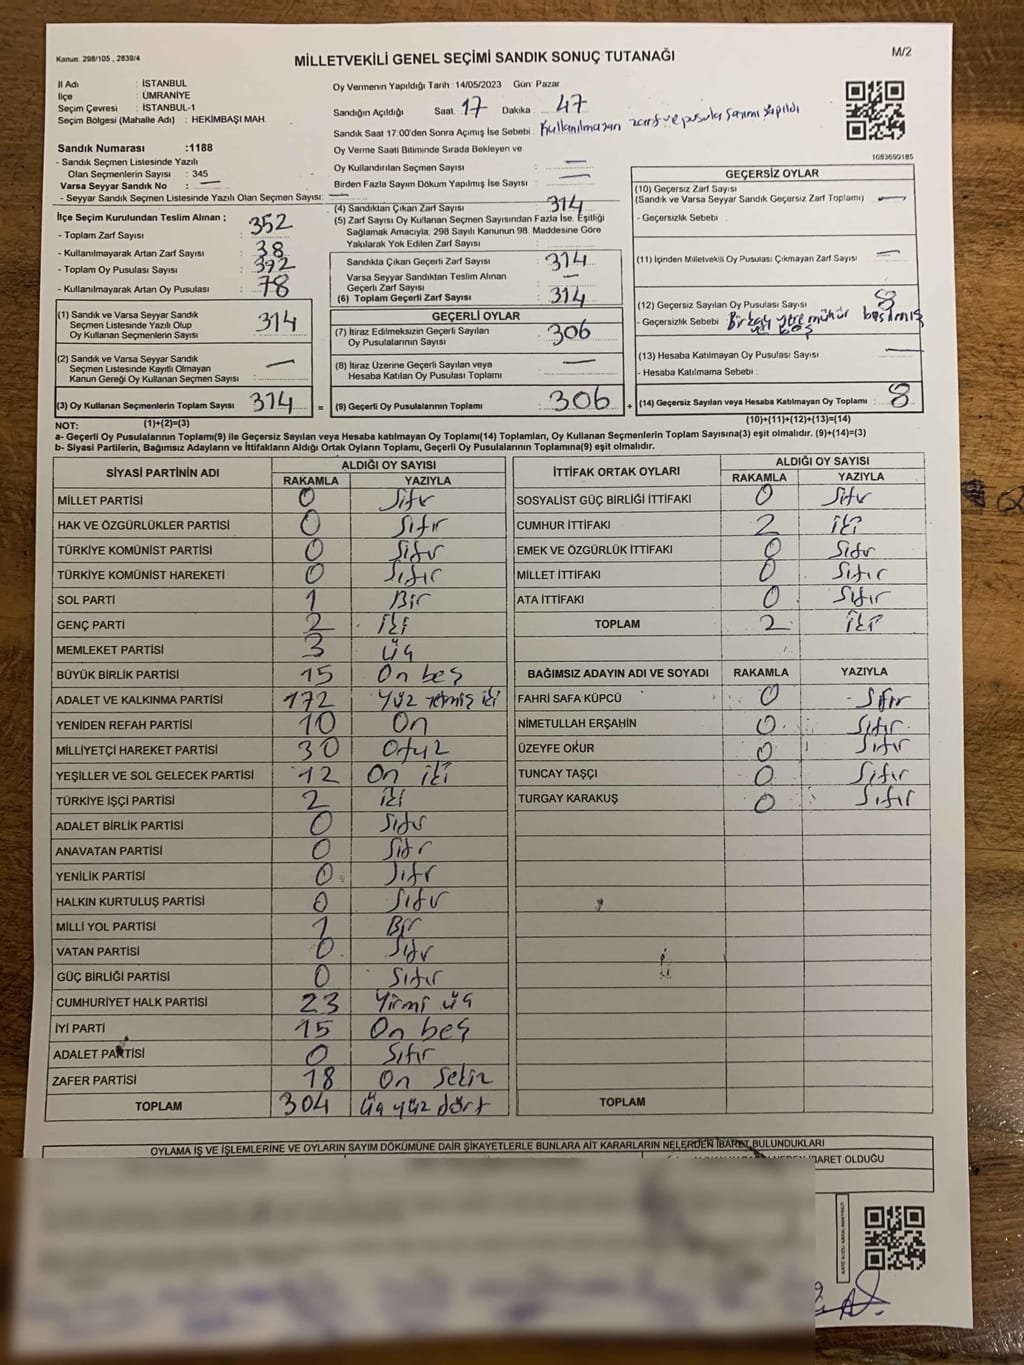 Kanun: 298/105 , 2839/4
MİLLETVEKİLİ GENEL SEÇİMİ SANDIK SONUÇ TUTANAĞI
M/2
İl Adı : İSTANBUL
İlçe : ÜMRANİYE
Seçim Çevresi : İSTANBUL-1
Seçim Bölgesi (Mahalle Adı) : HEKİMBAŞI MAH.
Oy Vermenin Yapıldığı Tarih :14/05/2023 Gün: Pazar
Sandığın Açıldığı Saat: 17 Dakika : 47
Sandık Saat 17.00'den Sonra Açımış İse Sebebi : Kullanılmayan zarf ve pusula sayımı yapıldı
1683690185
Sandık Numarası :1188
- Sandık Seçmen Listesinde Yazılı
Olan Seçmenlerin Sayısı : 345
Varsa Seyyar Sandık No : —
- Seyyar Sandık Seçmen Listesinde Yazılı Olan Seçmen Sayısı: —
Oy Verme Saati Bitiminde Sırada Bekleyen ve
Oy Kullandırılan Seçmen Sayısı : —
Birden Fazla Sayım Döküm Yapılmış İse Sayısı : —
İlçe Seçim Kurulundan Teslim Alınan ;
- Toplam Zarf Sayısı : 352
- Kullanılmayarak Artan Zarf Sayısı : 38
- Toplam Oy Pusulası Sayısı : 392
- Kullanılmayarak Artan Oy Pusulası : 78
(1) Sandık ve Varsa Seyyar Sandık
Seçmen Listesinde Yazılı Olup
Oy Kullanan Seçmenlerin Sayısı : 314
(2) Sandık ve Varsa Seyyar Sandık
Seçmen Listesinde Kayıtlı Olmayan
Kanun Gereği Oy Kullanan Seçmen Sayısı : —
(3) Oy Kullanan Seçmenlerin Toplam Sayısı : 314 =
(4) Sandıktan Çıkan Zarf Sayısı : 314
(5) Zarf Sayısı Oy Kullanan Seçmen Sayısından Fazla İse, Eşitliği
Sağlamak Amacıyla; 298 Sayılı Kanunun 98. Maddesine Göre
Yakılarak Yok Edilen Zarf Sayısı :
Sandıkta Çıkan Geçerli Zarf Sayısı : 314
Varsa Seyyar Sandıktan Teslim Alınan
Geçerli Zarf Sayısı : —
(6) Toplam Geçerli Zarf Sayısı : 314
GEÇERLİ OYLAR
(7) İtiraz Edilmeksizin Geçerli Sayılan
Oy Pusulalarının Sayısı : 306
(8) İtiraz Üzerine Geçerli Sayılan veya
Hesaba Katılan Oy Pusulası Toplamı : —
(9) Geçerli Oy Pusulalarının Toplamı : 306 +
GEÇERSİZ OYLAR
(10) Geçersiz Zarf Sayısı
(Sandık ve Varsa Seyyar Sandık Geçersiz Zarf Toplamı) : —
- Geçersizlik Sebebi :
(11) İçinden Milletvekili Oy Pusulası Çıkmayan Zarf Sayısı : —
(12) Geçersiz Sayılan Oy Pusulası Sayısı : 8
- Geçersizlik Sebebi : Birkaç yere mühür basılmış
boş
(13) Hesaba Katılmayan Oy Pusulası Sayısı : —
- Hesaba Katılmama Sebebi :
(14) Geçersiz Sayılan veya Hesaba Katılmayan Oy Toplamı : 8
NOT: (1)+(2)=(3) (10)+(11)+(12)+(13)=(14)
a- Geçerli Oy Pusulalarının Toplamı(9) ile Geçersiz Sayılan veya Hesaba katılmayan Oy Toplamı(14) Toplamları, Oy Kullanan Seçmenlerin Toplam Sayısına(3) eşit olmalıdır. (9)+(14)=(3)
b- Siyasi Partilerin, Bağımsız Adayların ve İttifakların Aldığı Ortak Oyların Toplamı, Geçerli Oy Pusulalarının Toplamına(9) eşit olmalıdır.
SİYASİ PARTİNİN ADI ALDIĞI OY SAYISI
RAKAMLA YAZIYLA
MİLLET PARTİSİ 0 Sıfır
HAK VE ÖZGÜRLÜKLER PARTİSİ 0 Sıfır
TÜRKİYE KOMÜNİST PARTİSİ 0 Sıfır
TÜRKİYE KOMÜNİST HAREKETİ 0 Sıfır
SOL PARTİ 1 Bir
GENÇ PARTİ 2 iki
MEMLEKET PARTİSİ 3 üç
BÜYÜK BİRLİK PARTİSİ 15 On beş
ADALET VE KALKINMA PARTİSİ 172 Yüz yetmiş iki
YENİDEN REFAH PARTİSİ 10 On
MİLLİYETÇİ HAREKET PARTİSİ 30 Otuz
YEŞİLLER VE SOL GELECEK PARTİSİ 12 On iki
TÜRKİYE İŞÇİ PARTİSİ 2 iki
ADALET BİRLİK PARTİSİ 0 Sıfır
ANAVATAN PARTİSİ 0 Sıfır
YENİLİK PARTİSİ 0 Sıfır
HALKIN KURTULUŞ PARTİSİ 0 Sıfır
MİLLİ YOL PARTİSİ 1 Bir
VATAN PARTİSİ 0 Sıfır
GÜÇ BİRLİĞİ PARTİSİ 0 Sıfır
CUMHURİYET HALK PARTİSİ 23 Yirmi üç
İYİ PARTİ 15 On beş
ADALET PARTİSİ 0 Sıfır
ZAFER PARTİSİ 18 On Sekiz
TOPLAM 304 üç yüz dört
İTTİFAK ORTAK OYLARI ALDIĞI OY SAYISI
RAKAMLA YAZIYLA
SOSYALİST GÜÇ BİRLİĞİ İTTİFAKI 0 Sıfır
CUMHUR İTTİFAKI 2 iki
EMEK VE ÖZGÜRLÜK İTTİFAKI 0 Sıfır
MİLLET İTTİFAKI 0 Sıfır
ATA İTTİFAKI 0 Sıfır
TOPLAM 2 iki
BAĞIMSIZ ADAYIN ADI VE SOYADI RAKAMLA YAZIYLA
FAHRİ SAFA KÜPCÜ 0 Sıfır
NİMETULLAH ERŞAHİN 0 Sıfır
ÜZEYFE OKUR 0 Sıfır
TUNCAY TAŞÇI 0 Sıfır
TURGAY KARAKUŞ 0 Sıfır
TOPLAM
OYLAMA İŞ VE İŞLEMLERİNE VE OYLARIN SAYIM DÖKÜMÜNE DAİR ŞİKAYETLERLE BUNLARA AİT KARARLARIN NELERDEN İBARET BULUNDUKLARI
İBARET OLDUĞU